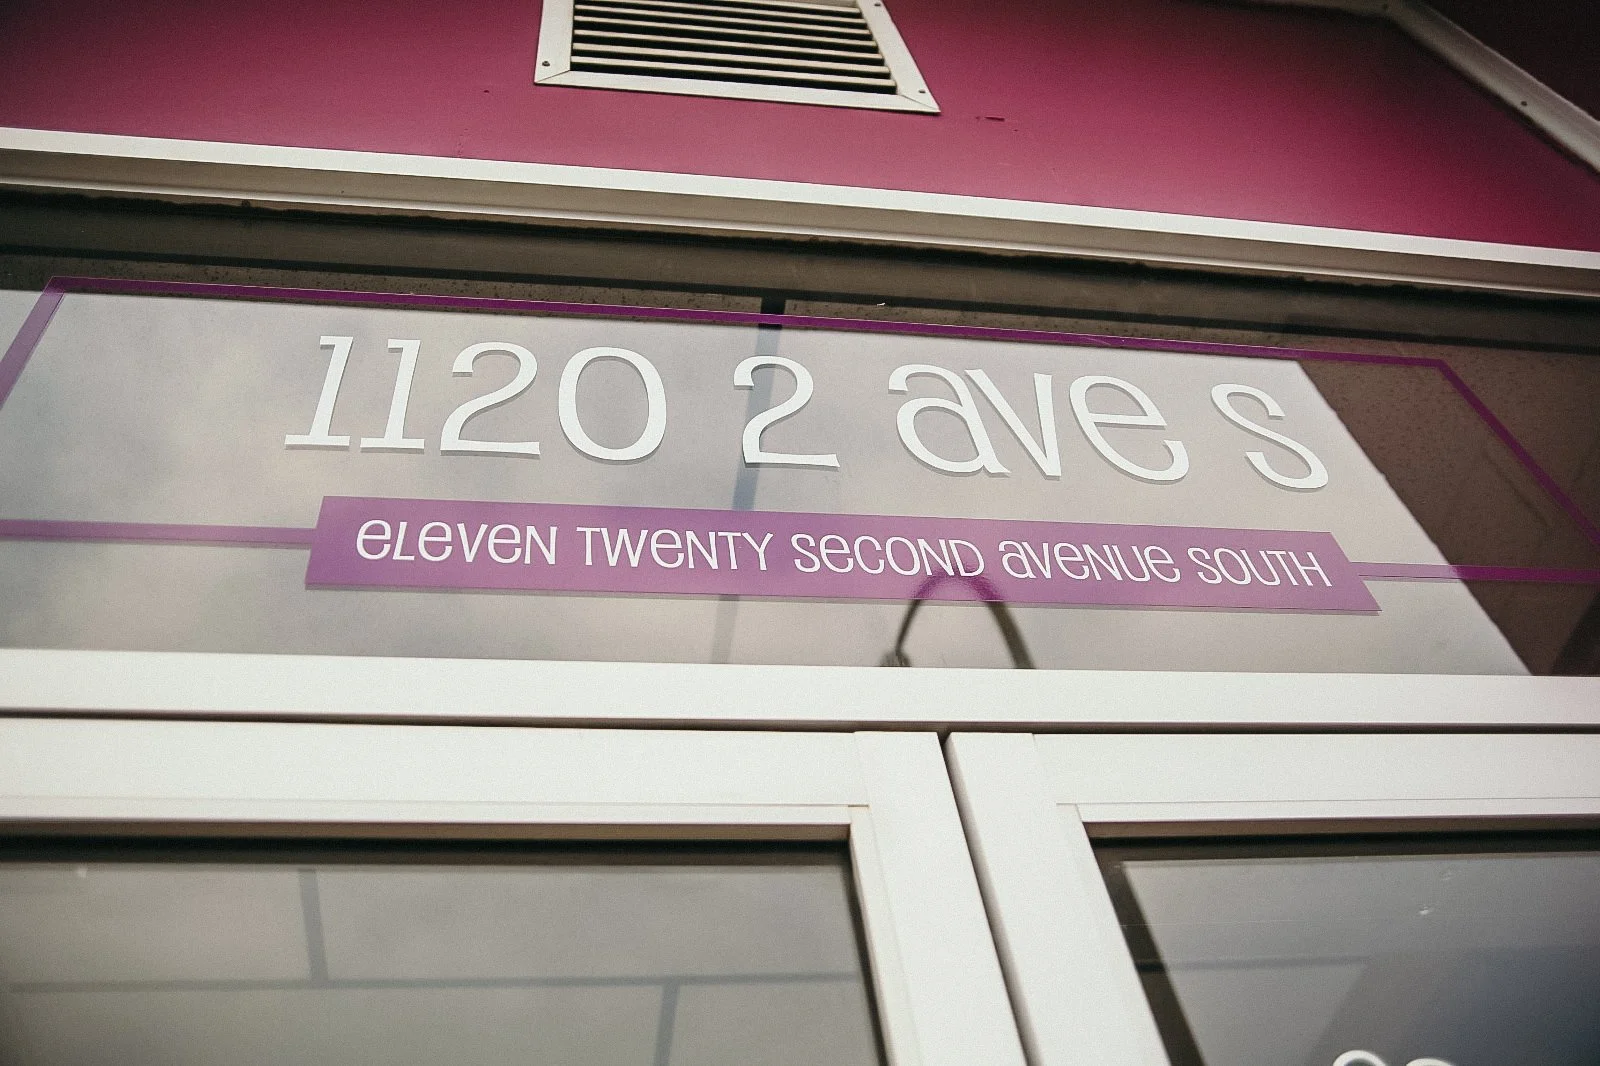 1120 2 ave s
eLeveN TWeNTY SeCOND aveNUe SOUTH